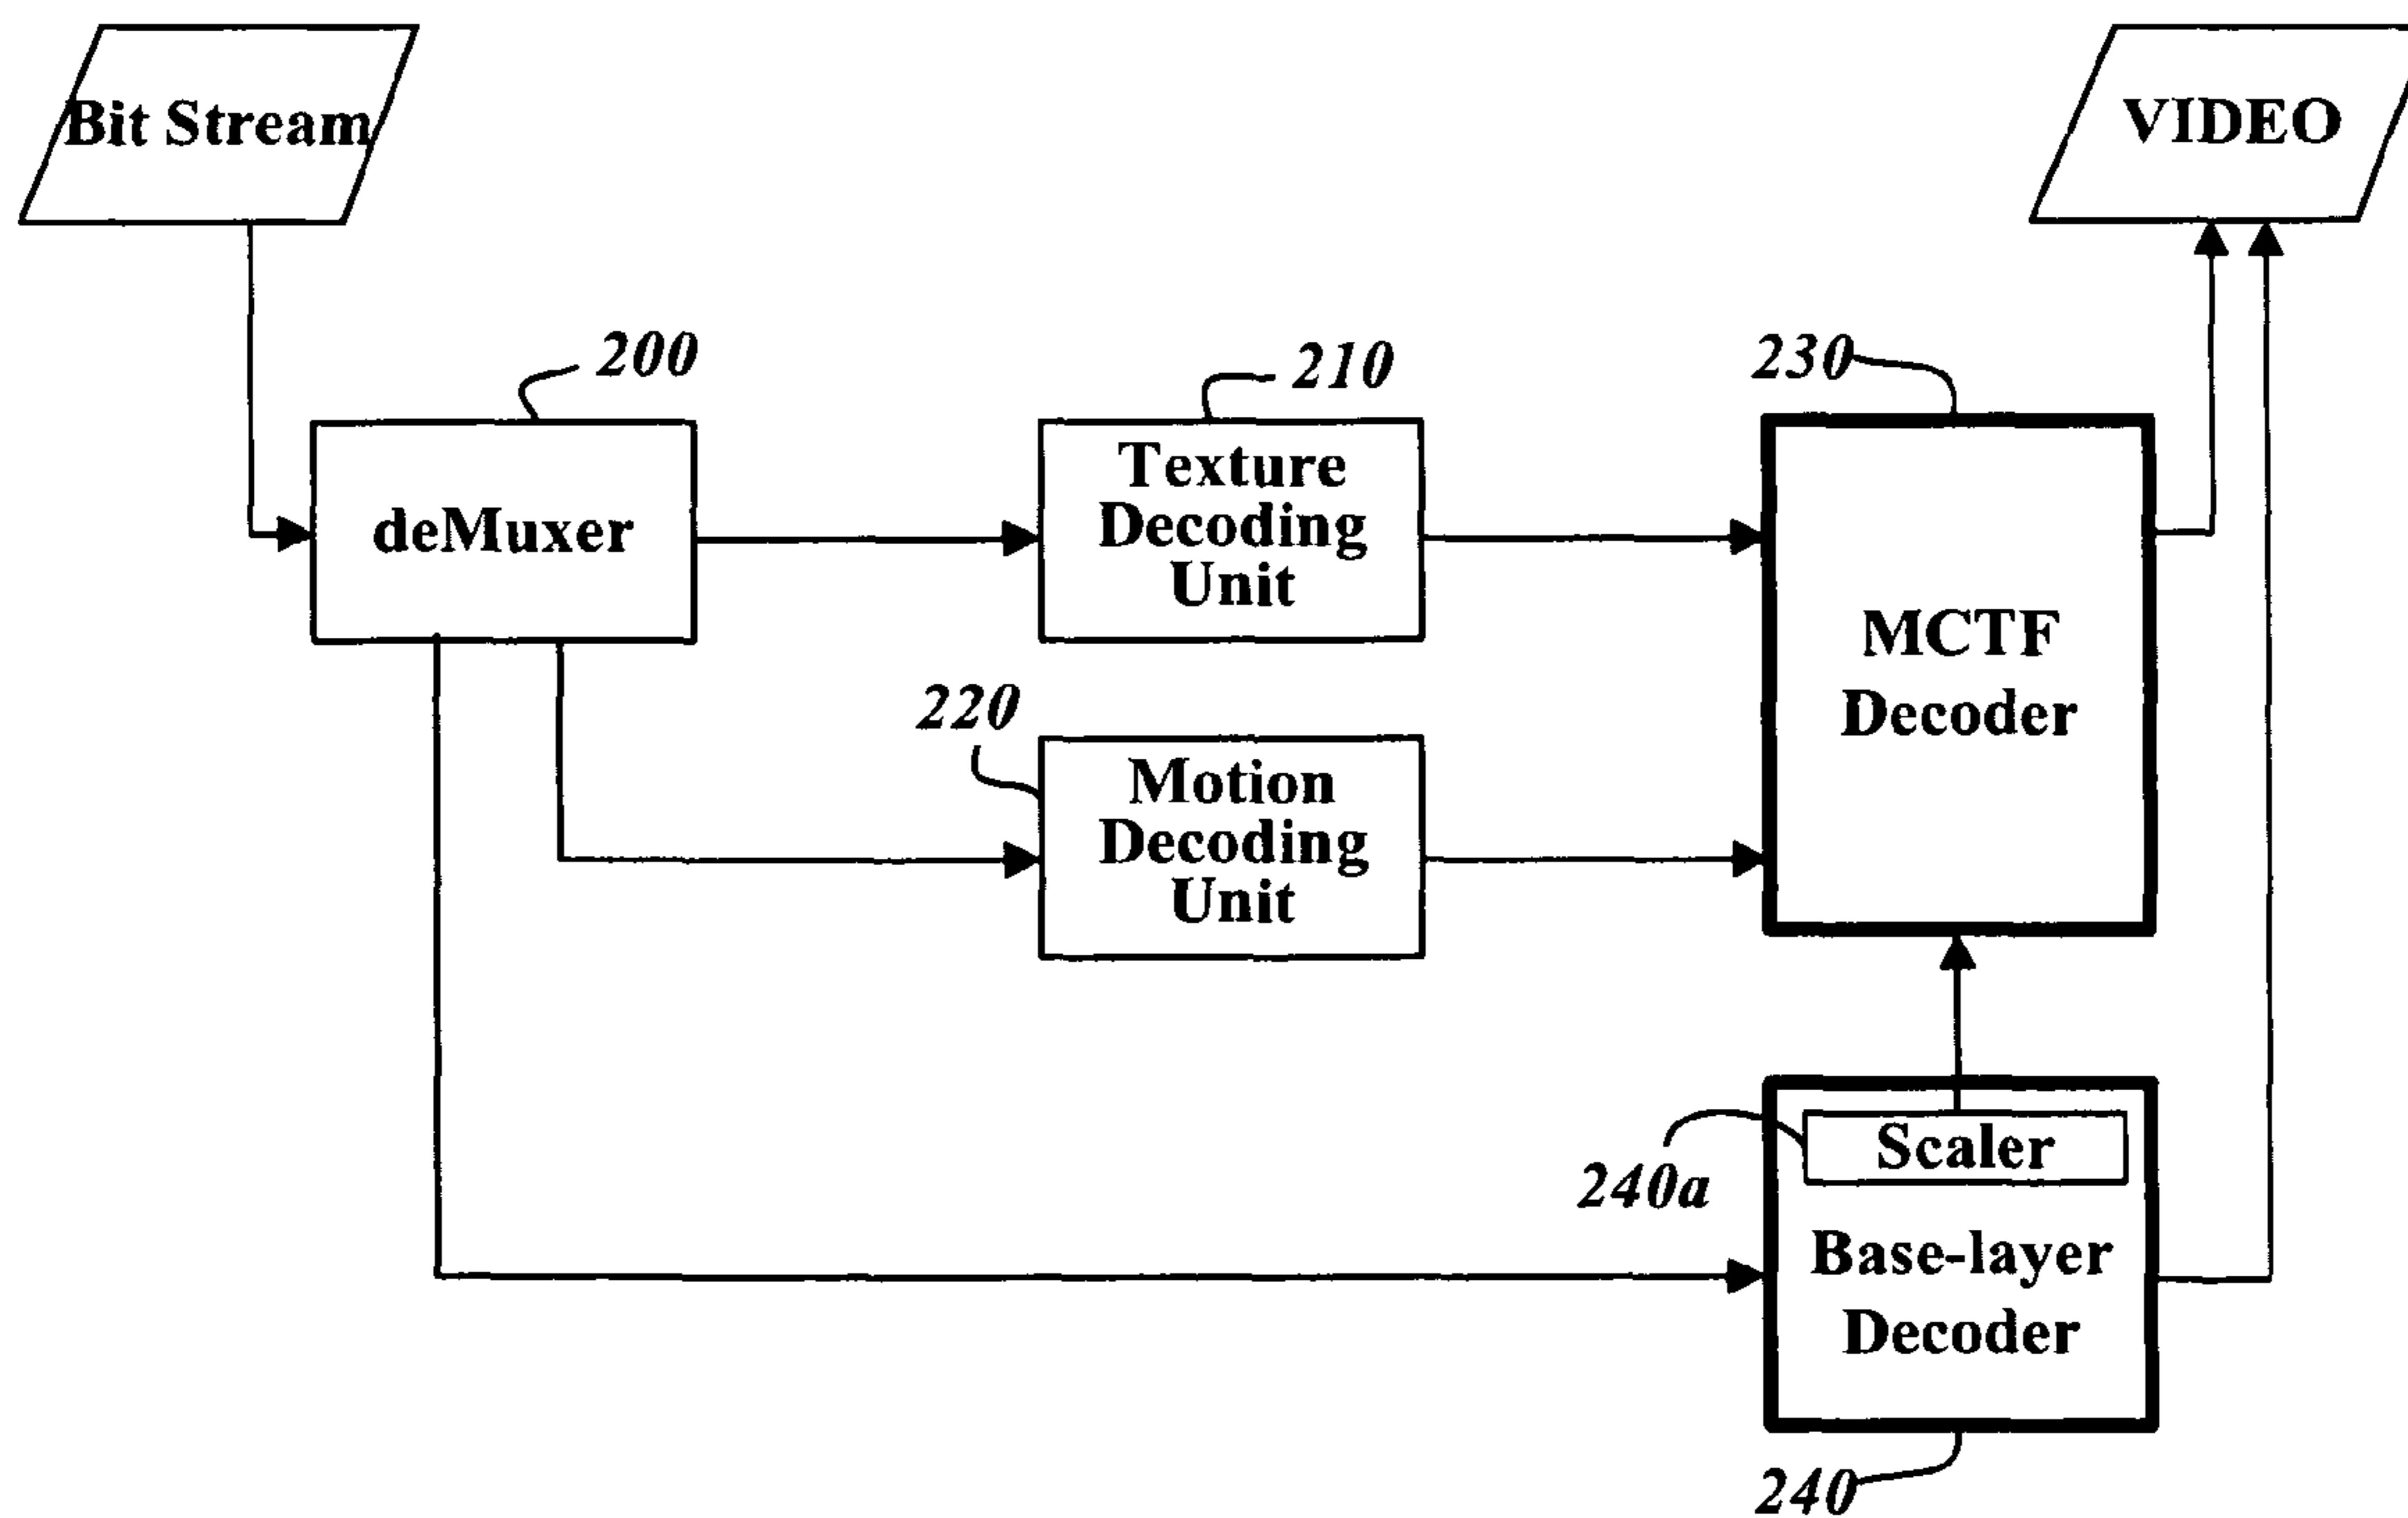 Bit Stream
VIDEO
200
210
230
deMuxer
Texture
Decoding
Unit
MCTF
Decoder
220
Motion
Decoding
Unit
240a
Scaler
Base-layer
Decoder
240